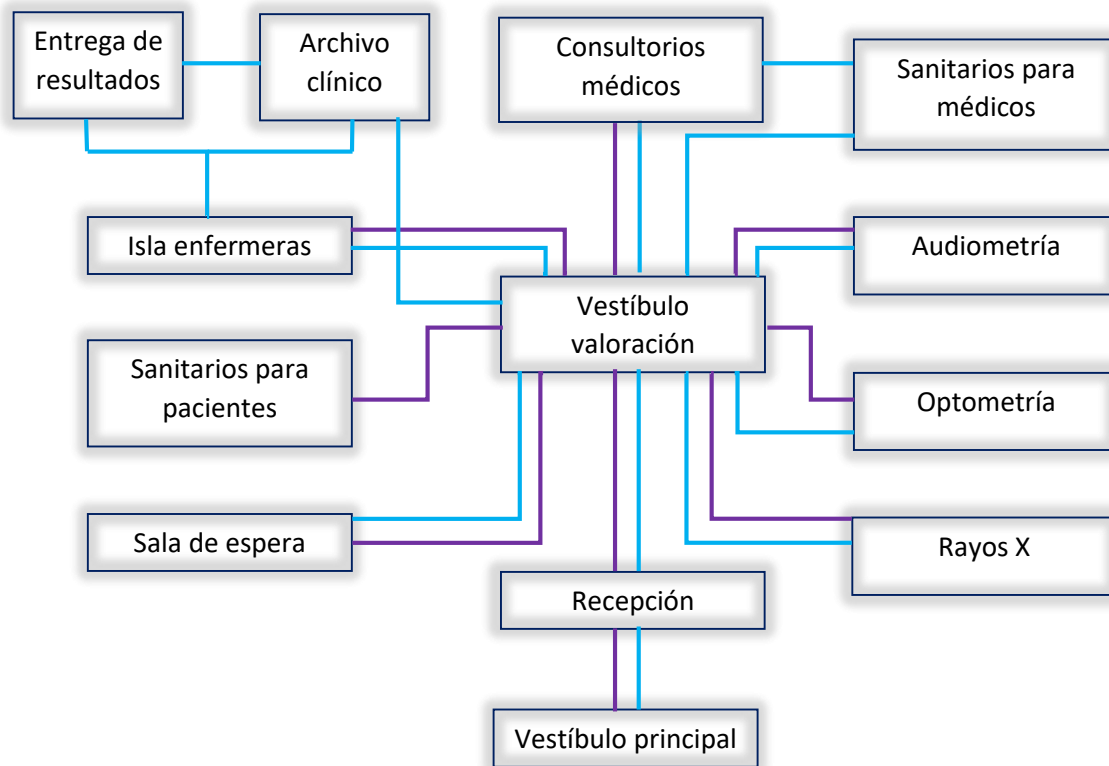 Entrega de
resultados
Archivo
clínico
Consultorios
médicos
Sanitarios para
médicos
Isla enfermeras
Audiometría
Vestíbulo
valoración
Sanitarios para
pacientes
Optometría
Sala de espera
Rayos X
Recepción
Vestíbulo principal